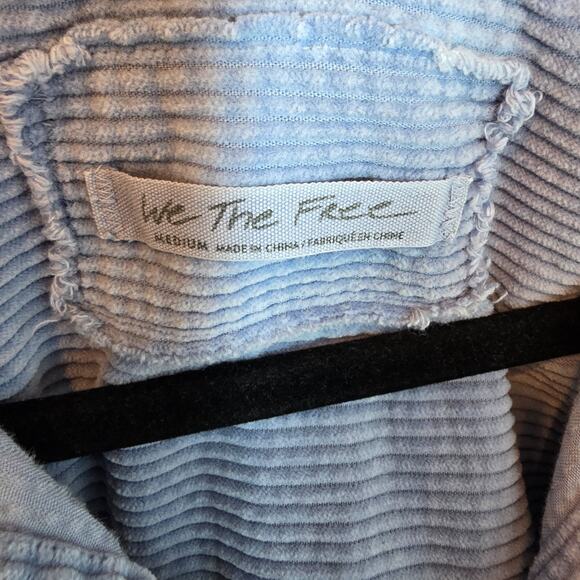 We The Free
MEDIUM MADE IN CHINA / FABRIQUÉ EN CHINE